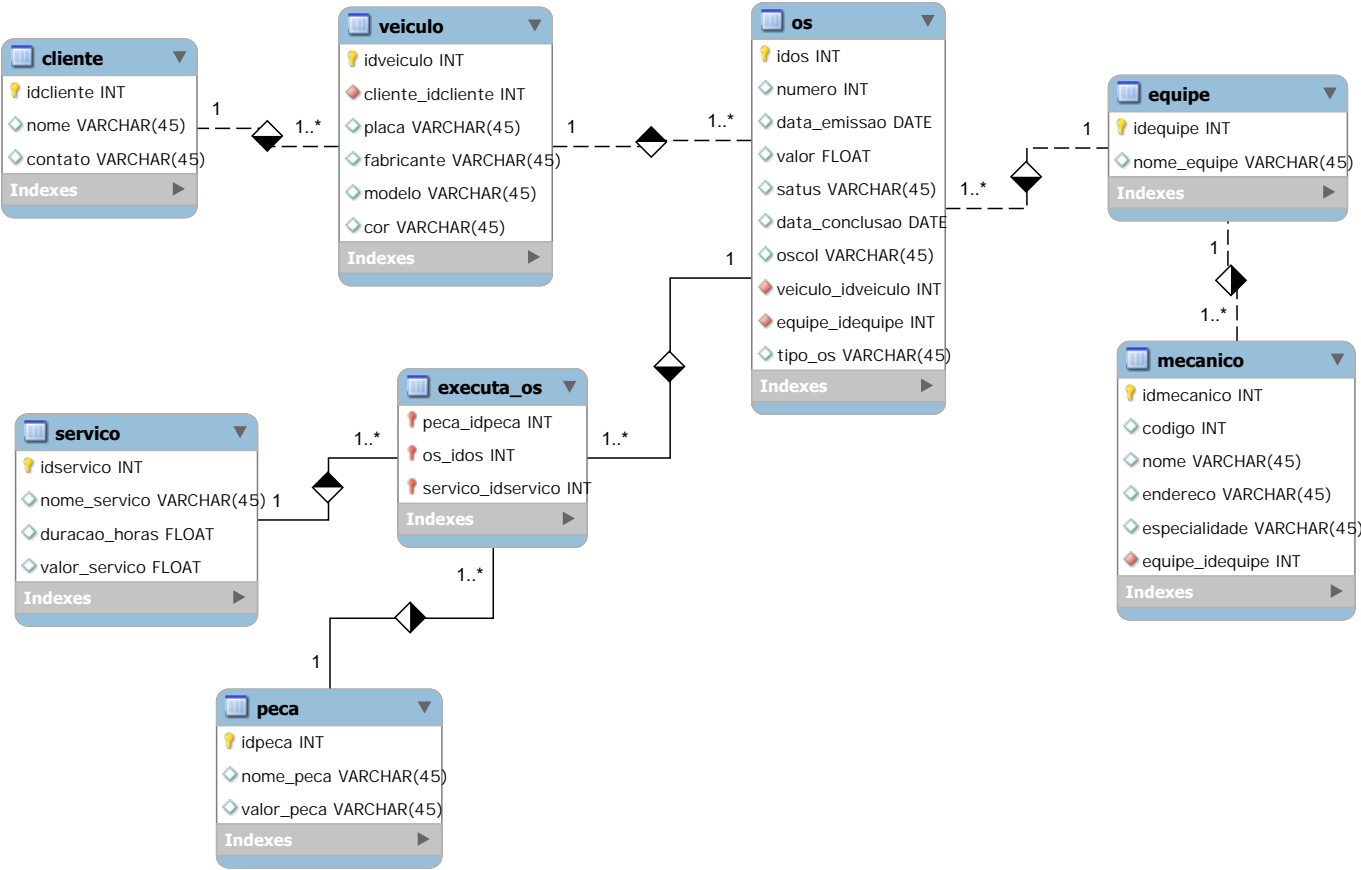 cliente
idcliente INT
nome VARCHAR(45)
contato VARCHAR(45)
Indexes
1
1..*
veiculo
idveiculo INT
cliente_idcliente INT
placa VARCHAR(45)
fabricante VARCHAR(45)
modelo VARCHAR(45)
cor VARCHAR(45)
Indexes
1
1..*
os
idos INT
numero INT
data_emissao DATE
valor FLOAT
satus VARCHAR(45)
data_conclusao DATE
oscol VARCHAR(45)
veiculo_idveiculo INT
equipe_idequipe INT
tipo_os VARCHAR(45)
Indexes
1..*
1
equipe
idequipe INT
nome_equipe VARCHAR(45)
Indexes
1
1..*
mecanico
idmecanico INT
codigo INT
nome VARCHAR(45)
endereco VARCHAR(45)
especialidade VARCHAR(45)
equipe_idequipe INT
Indexes
1
1..*
executa_os
peca_idpeca INT
os_idos INT
servico_idservico INT
Indexes
1..*
1
servico
idservico INT
nome_servico VARCHAR(45)
duracao_horas FLOAT
valor_servico FLOAT
Indexes
1..*
1
peca
idpeca INT
nome_peca VARCHAR(45)
valor_peca VARCHAR(45)
Indexes